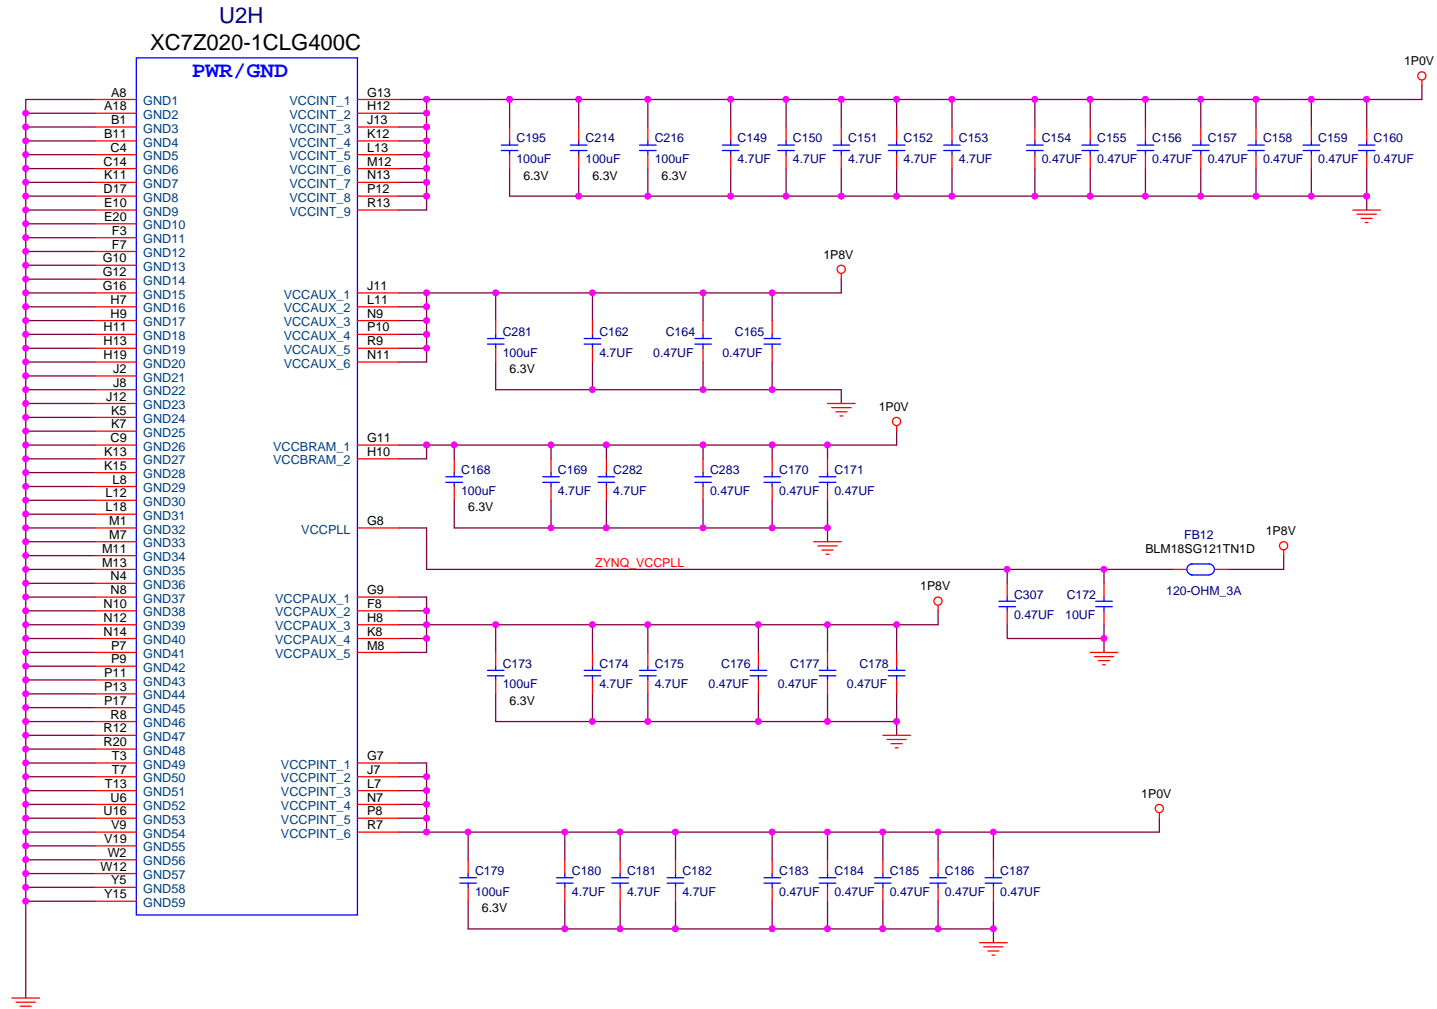 U2H
XC7Z020-1CLG400C
PWR/GND
A8 GND1
A18 GND2
B1 GND3
B11 GND4
C4 GND5
C14 GND6
K11 GND7
D17 GND8
E10 GND9
E20 GND10
F3 GND11
F7 GND12
G10 GND13
G12 GND14
G16 GND15
H7 GND16
H9 GND17
H11 GND18
H13 GND19
H19 GND20
J2 GND21
J8 GND22
J12 GND23
K5 GND24
K7 GND25
C9 GND26
K13 GND27
K15 GND28
L8 GND29
L12 GND30
L18 GND31
M1 GND32
M7 GND33
M11 GND34
M13 GND35
N4 GND36
N8 GND37
N10 GND38
N12 GND39
N14 GND40
P7 GND41
P9 GND42
P11 GND43
P13 GND44
P17 GND45
R8 GND46
R12 GND47
R20 GND48
T3 GND49
T7 GND50
T13 GND51
U6 GND52
U16 GND53
V9 GND54
V19 GND55
W2 GND56
W12 GND57
Y5 GND58
Y15 GND59
VCCINT_1 G13
VCCINT_2 H12
VCCINT_3 J13
VCCINT_4 K12
VCCINT_5 L13
VCCINT_6 M12
VCCINT_7 N13
VCCINT_8 P12
VCCINT_9 R13
1P0V
C195 C214 C216 C149 C150 C151 C152 C153 C154 C155 C156 C157 C158 C159 C160
100uF 100uF 100uF 4.7UF 4.7UF 4.7UF 4.7UF 4.7UF 0.47UF 0.47UF 0.47UF 0.47UF 0.47UF 0.47UF 0.47UF
6.3V 6.3V 6.3V
1P8V
VCCAUX_1 J11
VCCAUX_2 L11
VCCAUX_3 N9
VCCAUX_4 P10
VCCAUX_5 R9
VCCAUX_6 N11
C281 C162 C164 C165
100uF 4.7UF 0.47UF 0.47UF
6.3V
1P0V
VCCBRAM_1 G11
VCCBRAM_2 H10
C168 C169 C282 C283 C170 C171
100uF 4.7UF 4.7UF 0.47UF 0.47UF 0.47UF
6.3V
VCCPLL G8
ZYNQ_VCCPLL
FB12
BLM18SG121TN1D
1P8V
120-OHM_3A
C307 C172
0.47UF 10UF
1P8V
VCCPAUX_1 G9
VCCPAUX_2 F8
VCCPAUX_3 H8
VCCPAUX_4 K8
VCCPAUX_5 M8
C173 C174 C175 C176 C177 C178
100uF 4.7UF 4.7UF 0.47UF 0.47UF 0.47UF
6.3V
VCCPINT_1 G7
VCCPINT_2 J7
VCCPINT_3 L7
VCCPINT_4 N7
VCCPINT_5 P8
VCCPINT_6 R7
1P0V
C179 C180 C181 C182 C183 C184 C185 C186 C187
100uF 4.7UF 4.7UF 4.7UF 0.47UF 0.47UF 0.47UF 0.47UF 0.47UF
6.3V